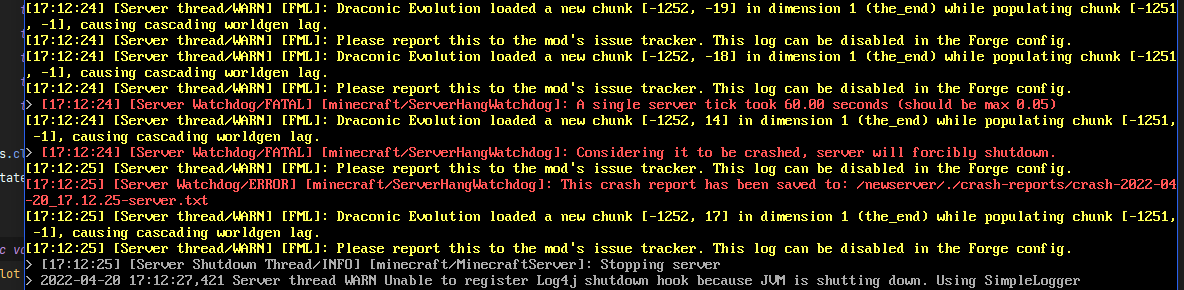 [17:12:24] [Server thread/WARN] [FML]: Draconic Evolution loaded a new chunk [-1252, -19] in dimension 1 (the_end) while populating chunk [-1251
, -1], causing cascading worldgen lag.
[17:12:24] [Server thread/WARN] [FML]: Please report this to the mod's issue tracker. This log can be disabled in the Forge config.
[17:12:24] [Server thread/WARN] [FML]: Draconic Evolution loaded a new chunk [-1252, -18] in dimension 1 (the_end) while populating chunk [-1251
, -1], causing cascading worldgen lag.
[17:12:24] [Server thread/WARN] [FML]: Please report this to the mod's issue tracker. This log can be disabled in the Forge config.
> [17:12:24] [Server Watchdog/FATAL] [minecraft/ServerHangWatchdog]: A single server tick took 60.00 seconds (should be max 0.05)
[17:12:24] [Server thread/WARN] [FML]: Draconic Evolution loaded a new chunk [-1252, 14] in dimension 1 (the_end) while populating chunk [-1251,
-1], causing cascading worldgen lag.
s.cl
> [17:12:24] [Server Watchdog/FATAL] [minecraft/ServerHangWatchdog]: Considering it to be crashed, server will forcibly shutdown.
[17:12:25] [Server thread/WARN] [FML]: Please report this to the mod's issue tracker. This log can be disabled in the Forge config.
tate
[17:12:25] [Server Watchdog/ERROR] [minecraft/ServerHangWatchdog]: This crash report has been saved to: /newserver/./crash-reports/crash-2022-04
-20_17.12.25-server.txt
[17:12:25] [Server thread/WARN] [FML]: Draconic Evolution loaded a new chunk [-1252, 17] in dimension 1 (the_end) while populating chunk [-1251,
-1], causing cascading worldgen lag.
c vo
[17:12:25] [Server thread/WARN] [FML]: Please report this to the mod's issue tracker. This log can be disabled in the Forge config.
> [17:12:25] [Server Shutdown Thread/INFO] [minecraft/MinecraftServer]: Stopping server
lot
> 2022-04-20 17:12:27,421 Server thread WARN Unable to register Log4j shutdown hook because JVM is shutting down. Using SimpleLogger